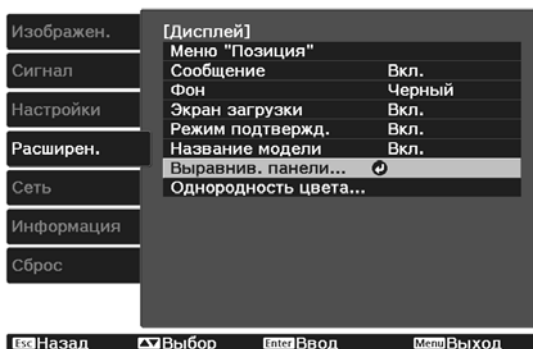 Изображен.
Сигнал
Настройки
Расширен.
Сеть
Информация
Сброс
[Дисплей]
Меню "Позиция"
Сообщение Вкл.
Фон Черный
Экран загрузки Вкл.
Режим подтвержд. Вкл.
Название модели Вкл.
Выравнив. панели...
Однородность цвета...
Esc Назад Выбор Enter Ввод Menu Выход